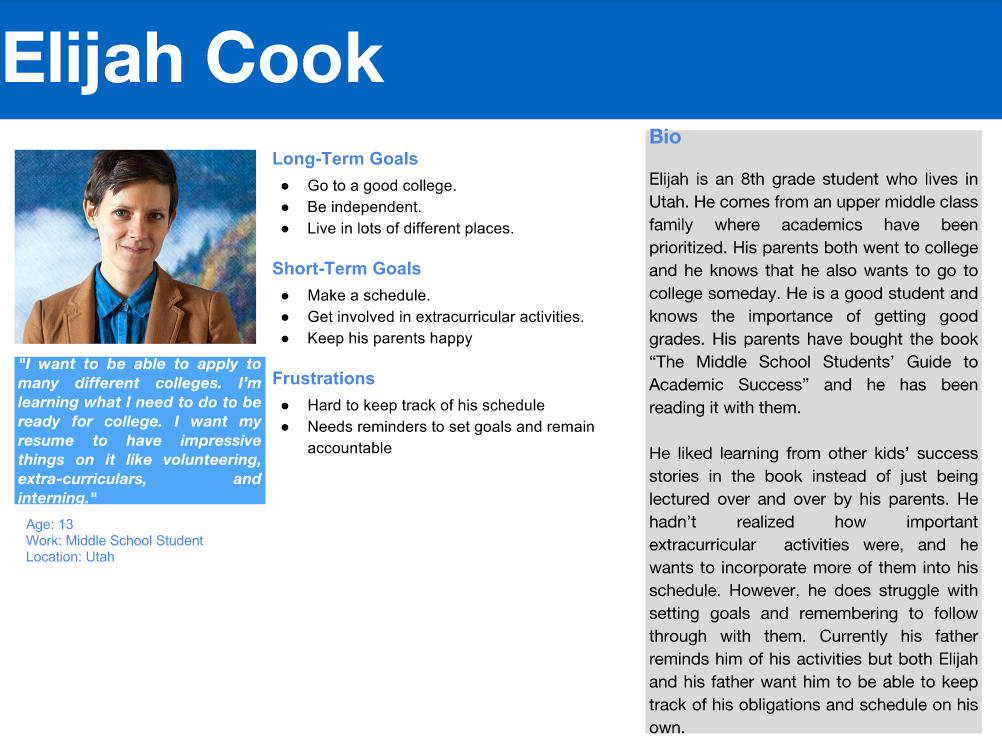 Elijah Cook
"I want to be able to apply to
many different colleges. I'm
learning what I need to do to be
ready for college. I want my
resume to have impressive
things on it like volunteering,
extra-curriculars, and
interning."
Age: 13
Work: Middle School Student
Location: Utah
Long-Term Goals
● Go to a good college.
● Be independent.
● Live in lots of different places.
Short-Term Goals
● Make a schedule.
● Get involved in extracurricular activities.
● Keep his parents happy
Frustrations
● Hard to keep track of his schedule
● Needs reminders to set goals and remain
accountable
Bio
Elijah is an 8th grade student who lives in
Utah. He comes from an upper middle class
family where academics have been
prioritized. His parents both went to college
and he knows that he also wants to go to
college someday. He is a good student and
knows the importance of getting good
grades. His parents have bought the book
“The Middle School Students’ Guide to
Academic Success” and he has been
reading it with them.
He liked learning from other kids’ success
stories in the book instead of just being
lectured over and over by his parents. He
hadn’t realized how important
extracurricular activities were, and he
wants to incorporate more of them into his
schedule. However, he does struggle with
setting goals and remembering to follow
through with them. Currently his father
reminds him of his activities but both Elijah
and his father want him to be able to keep
track of his obligations and schedule on his
own.